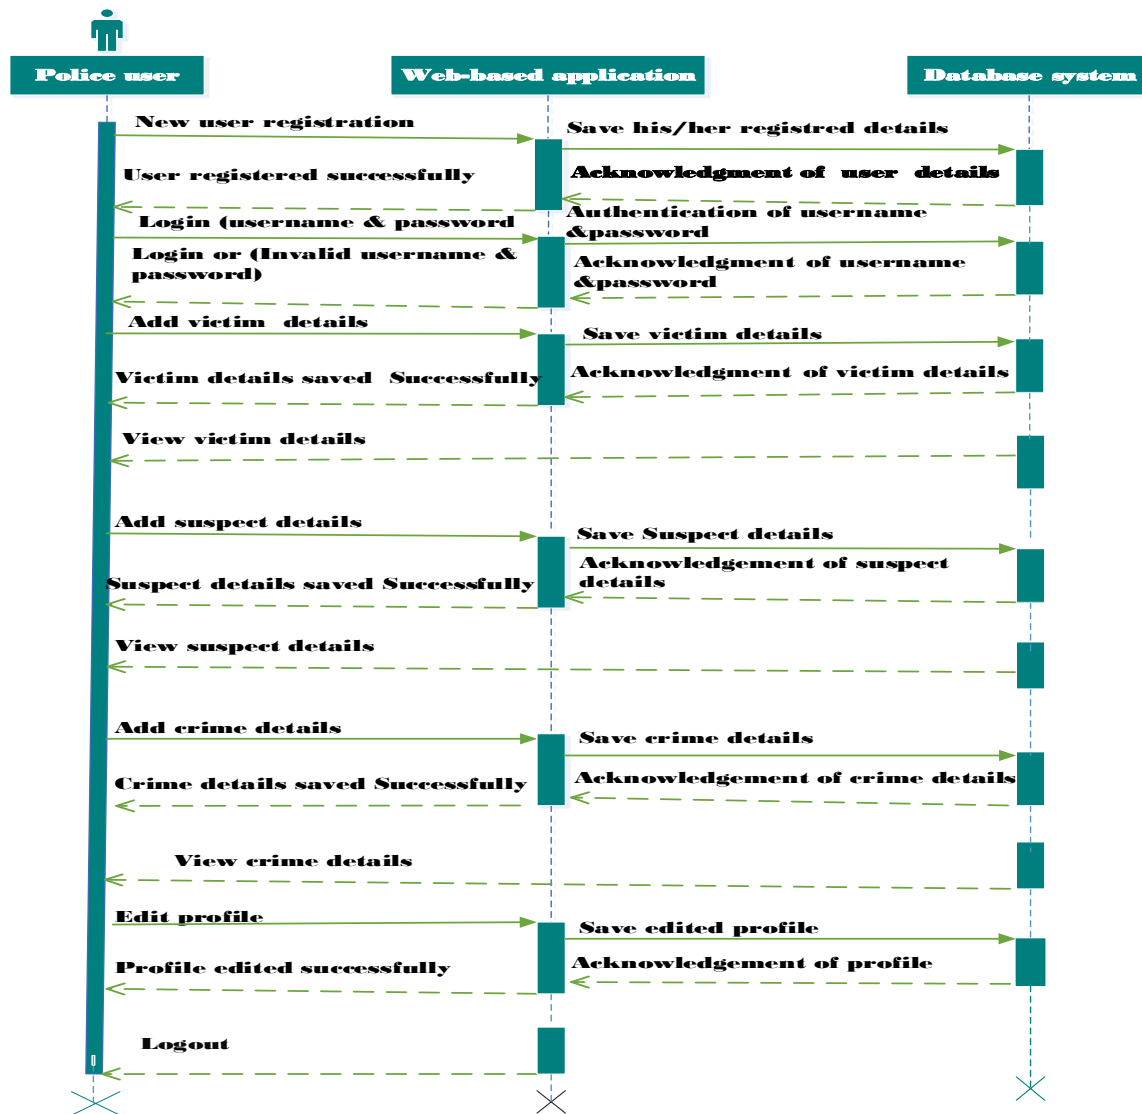 Police user
Web-based application
Database system
New user registration
Save his/her registred details
User registered successfully
Acknowledgment of user details
Login (username & password
Authentication of username
&password
Login or (Invalid username &
password)
Acknowledgment of username
&password
Add victim details
Save victim details
Victim details saved Successfully
Acknowledgment of victim details
View victim details
Add suspect details
Save Suspect details
Suspect details saved Successfully
Acknowledgement of suspect
details
View suspect details
Add crime details
Save crime details
Crime details saved Successfully
Acknowledgement of crime details
View crime details
Edit profile
Save edited profile
Profile edited successfully
Acknowledgement of profile
Logout